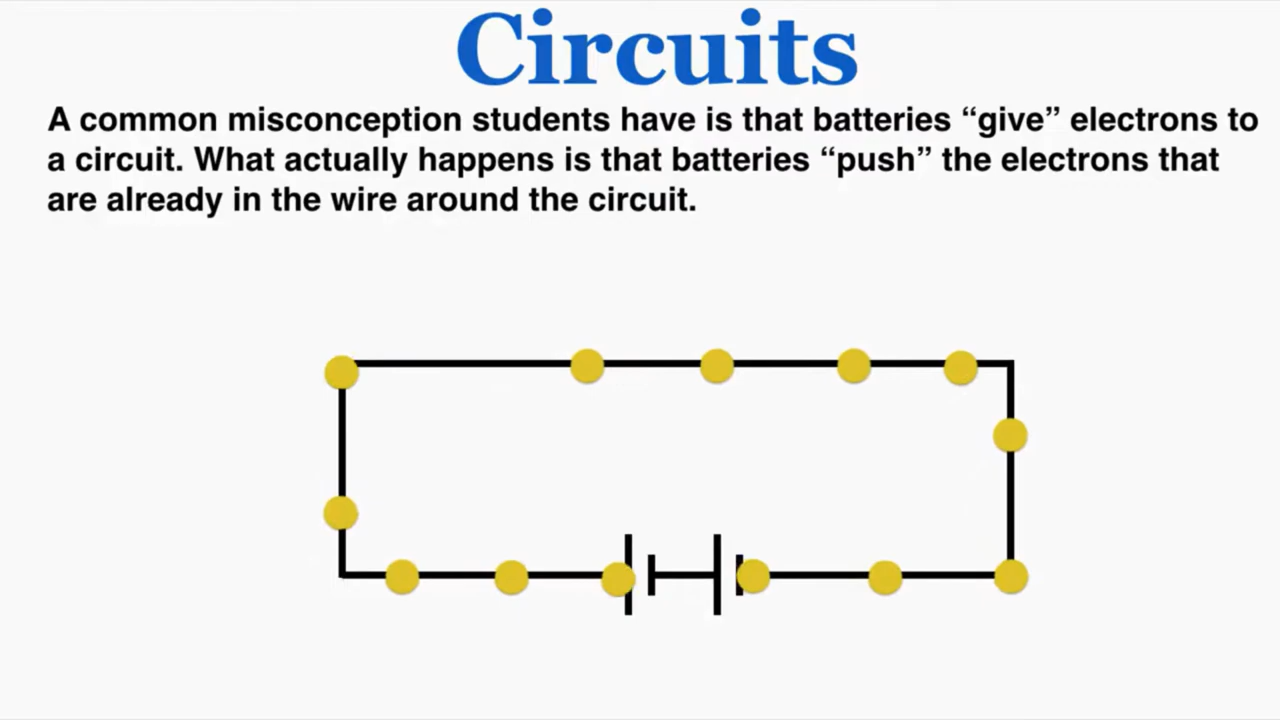 Circuits
A common misconception students have is that batteries “give” electrons to
a circuit. What actually happens is that batteries “push” the electrons that
are already in the wire around the circuit.